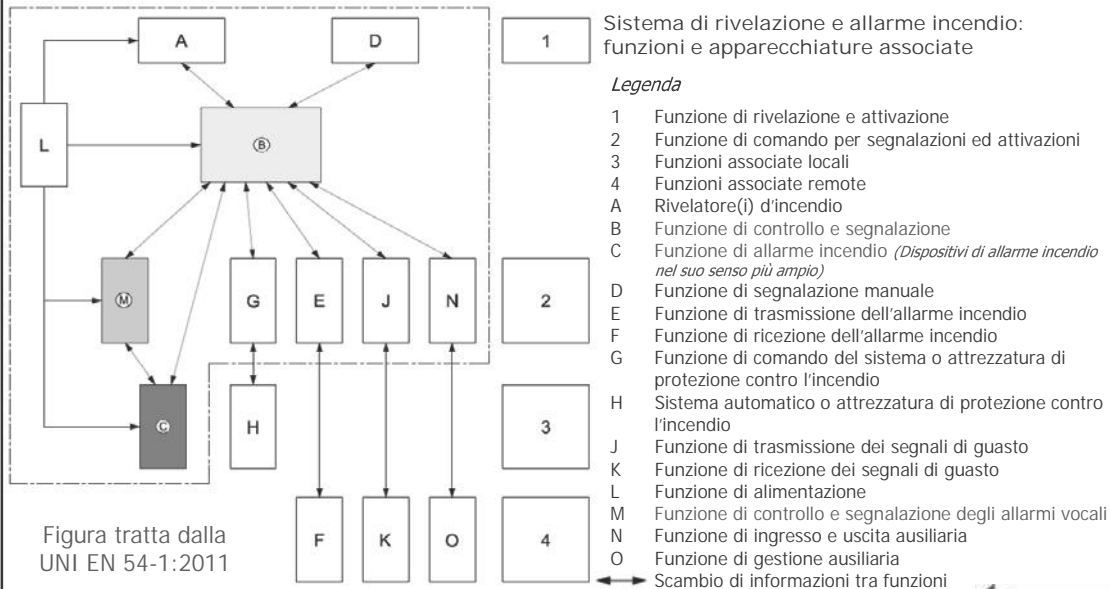 A
D
1
L
B
M
G
E
J
N
2
C
H
3
F
K
O
4
Figura tratta dalla
UNI EN 54-1:2011
Sistema di rivelazione e allarme incendio:
funzioni e apparecchiature associate
Legenda
1 Funzione di rivelazione e attivazione
2 Funzione di comando per segnalazioni ed attivazioni
3 Funzioni associate locali
4 Funzioni associate remote
A Rivelatore(i) d'incendio
B Funzione di controllo e segnalazione
C Funzione di allarme incendio (Dispositivi di allarme incendio
nel suo senso più ampio)
D Funzione di segnalazione manuale
E Funzione di trasmissione dell'allarme incendio
F Funzione di ricezione dell'allarme incendio
G Funzione di comando del sistema o attrezzatura di
protezione contro l'incendio
H Sistema automatico o attrezzatura di protezione contro
l'incendio
J Funzione di trasmissione dei segnali di guasto
K Funzione di ricezione dei segnali di guasto
L Funzione di alimentazione
M Funzione di controllo e segnalazione degli allarmi vocali
N Funzione di ingresso e uscita ausiliaria
O Funzione di gestione ausiliaria
Scambio di informazioni tra funzioni